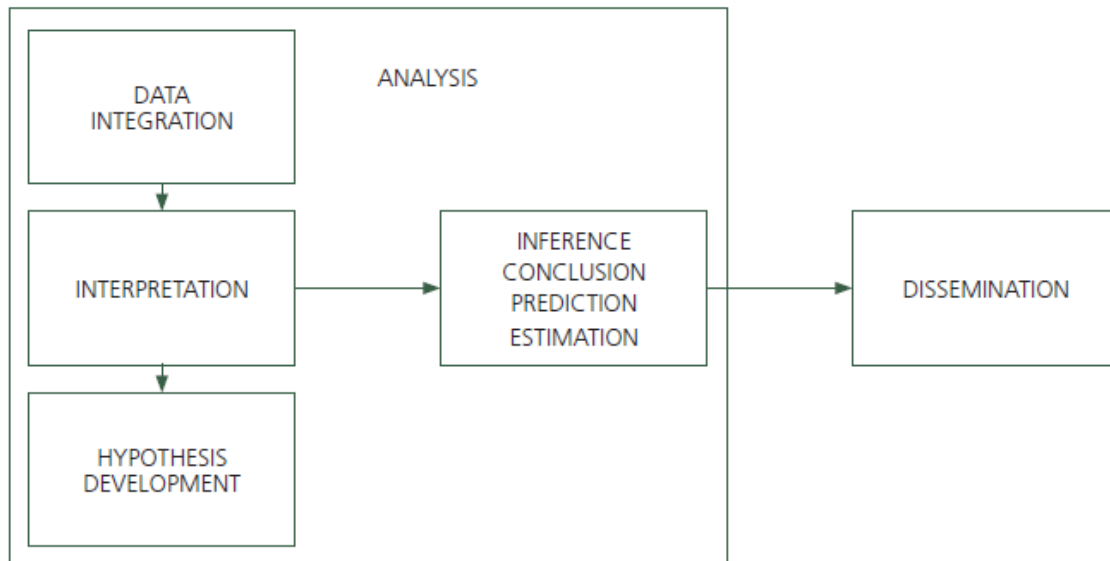 DATA
INTEGRATION
ANALYSIS
INTERPRETATION
INFERENCE
CONCLUSION
PREDICTION
ESTIMATION
DISSEMINATION
HYPOTHESIS
DEVELOPMENT